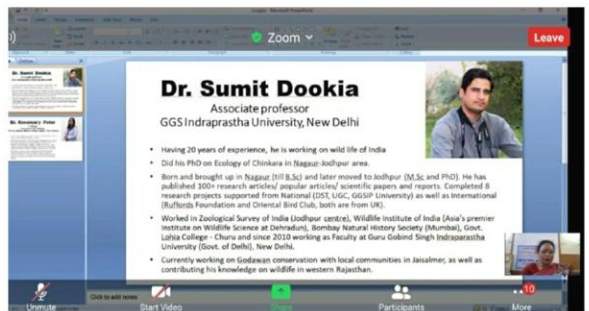 Zoom
Leave
Dr. Sumit Dookia
Associate professor
GGS Indraprastha University, New Delhi
• Having 20 years of experience, he is working on wild life of India
• Did his PhD on Ecology of Chinkara in Nagaur-Jodhpur area.
• Born and brought up in Nagaur (till B.Sc) and later moved to Jodhpur (M.Sc and PhD). He has
published 100+ research articles/ popular articles/ scientific papers and reports. Completed 8
research projects supported from National (DST, UGC, GGSIP University) as well as International
(Ruffords Foundation and Oriental Bird Club, both are from UK).
• Worked in Zoological Survey of India (Jodhpur centre), Wildlife Institute of India (Asia's premier
Institute on Wildlife Science at Dehradun), Bombay Natural History Society (Mumbai), Govt.
Lohia College - Churu and since 2010 working as Faculty at Guru Gobind Singh Indraprastha
University (Govt. of Delhi), New Delhi.
• Currently working on Godawan conservation with local communities in Jaisalmer, as well as
contributing his knowledge on wildlife in western Rajasthan.
Dr. Sumit Dookia
Click to add notes
10
Unmute
Start Video
Share
Participants
More